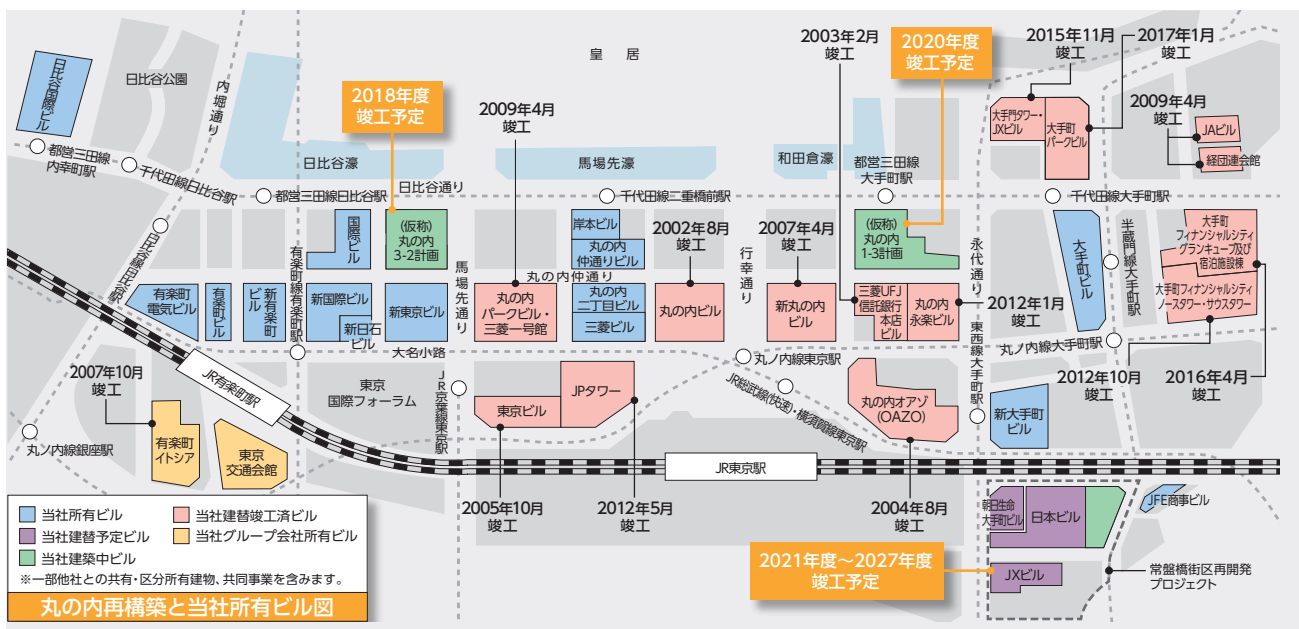 皇 居
日比谷国際ビル
日比谷公園
内堀通り
2018年度
竣工予定
2009年4月
竣工
2003年2月
竣工
2020年度
竣工予定
2015年11月
竣工
2017年1月
竣工
2009年4月
竣工
大手門タワー・
JXビル
大手町
パークビル
JAビル
経団連会館
都営三田線
内幸町駅
千代田線日比谷駅
日比谷濠
馬場先濠
和田倉濠
都営三田線
大手町駅
都営三田線日比谷駅
日比谷通り
千代田線二重橋前駅
千代田線大手町駅
日比谷線日比谷駅
有楽町線有楽町駅
国際ビル
(仮称)
丸の内
3-2計画
馬場先通り
岸本ビル
丸の内
仲通りビル
2002年8月
竣工
2007年4月
竣工
行幸通り
(仮称)
丸の内
1-3計画
永代通り
大手町ビル
半蔵門線大手町駅
大手町
フィナンシャルシティ
グランキューブ及び
宿泊施設棟
大手町フィナンシャルシティ
ノースタワー・サウスタワー
丸の内仲通り
有楽町
電気ビル
有楽町ビル
新有楽町
ビル
新国際ビル
新日石
ビル
新東京ビル
丸の内
パークビル・
三菱一号館
丸の内
二丁目ビル
三菱ビル
丸の内ビル
新丸の内
ビル
三菱UFJ
信託銀行
本店
ビル
丸の内
永楽ビル
2012年1月
竣工
東西線大手町駅
丸ノ内線大手町駅
大名小路
丸ノ内線東京駅
2007年10月
竣工
JR有楽町駅
東京
国際フォーラム
JR京葉線東京駅
東京ビル
JPタワー
JR総武線(快速)・横須賀線東京駅
丸の内オアゾ
(OAZO)
新大手町
ビル
2012年10月
竣工
2016年4月
竣工
丸ノ内線銀座駅
有楽町
イトシア
東京
交通会館
JR東京駅
2005年10月
竣工
2012年5月
竣工
2004年8月
竣工
朝日生命
大手町ビル
日本ビル
JFE商事ビル
2021年度～2027年度
竣工予定
JXビル
常盤橋街区再開発
プロジェクト
当社所有ビル
当社建替竣工済ビル
当社建替予定ビル
当社グループ会社所有ビル
当社建築中ビル
※一部他社との共有・区分所有建物、共同事業を含みます。
丸の内再構築と当社所有ビル図